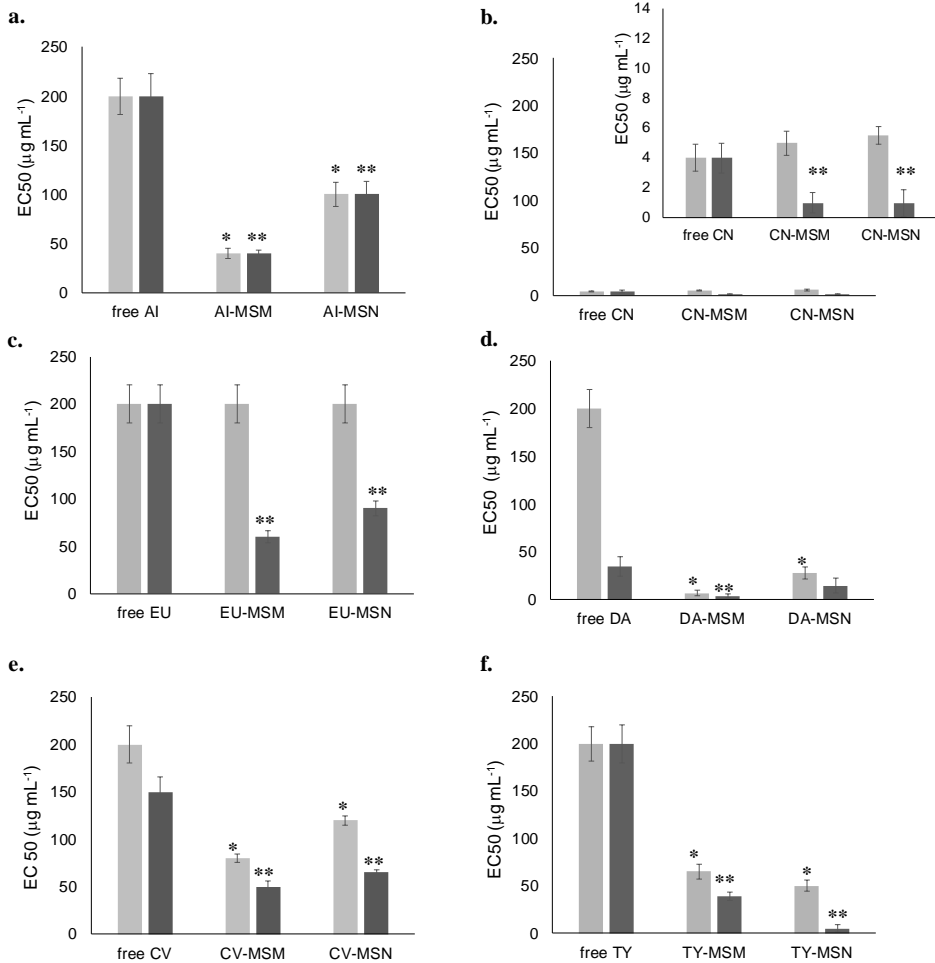 a.
250
200
150
100
50
0
EC50 (μg mL⁻¹)
* ** * **
free AI AI-MSM AI-MSN
b.
250
200
150
50
0
EC50 (μg mL⁻¹)
free CN CN-MSM CN-MSN
14
12
10
8
6
4
2
0
EC50 (μg mL⁻¹)
** **
free CN CN-MSM CN-MSN
c.
250
200
150
100
50
0
EC50 (μg mL⁻¹)
** **
free EU EU-MSM EU-MSN
d.
250
200
150
100
50
0
EC50 (μg mL⁻¹)
* ** *
free DA DA-MSM DA-MSN
e.
250
200
150
100
50
0
EC 50 (μg mL⁻¹)
* ** * **
free CV CV-MSM CV-MSN
f.
250
200
150
100
50
0
EC50 (μg mL⁻¹)
* ** * **
free TY TY-MSM TY-MSN